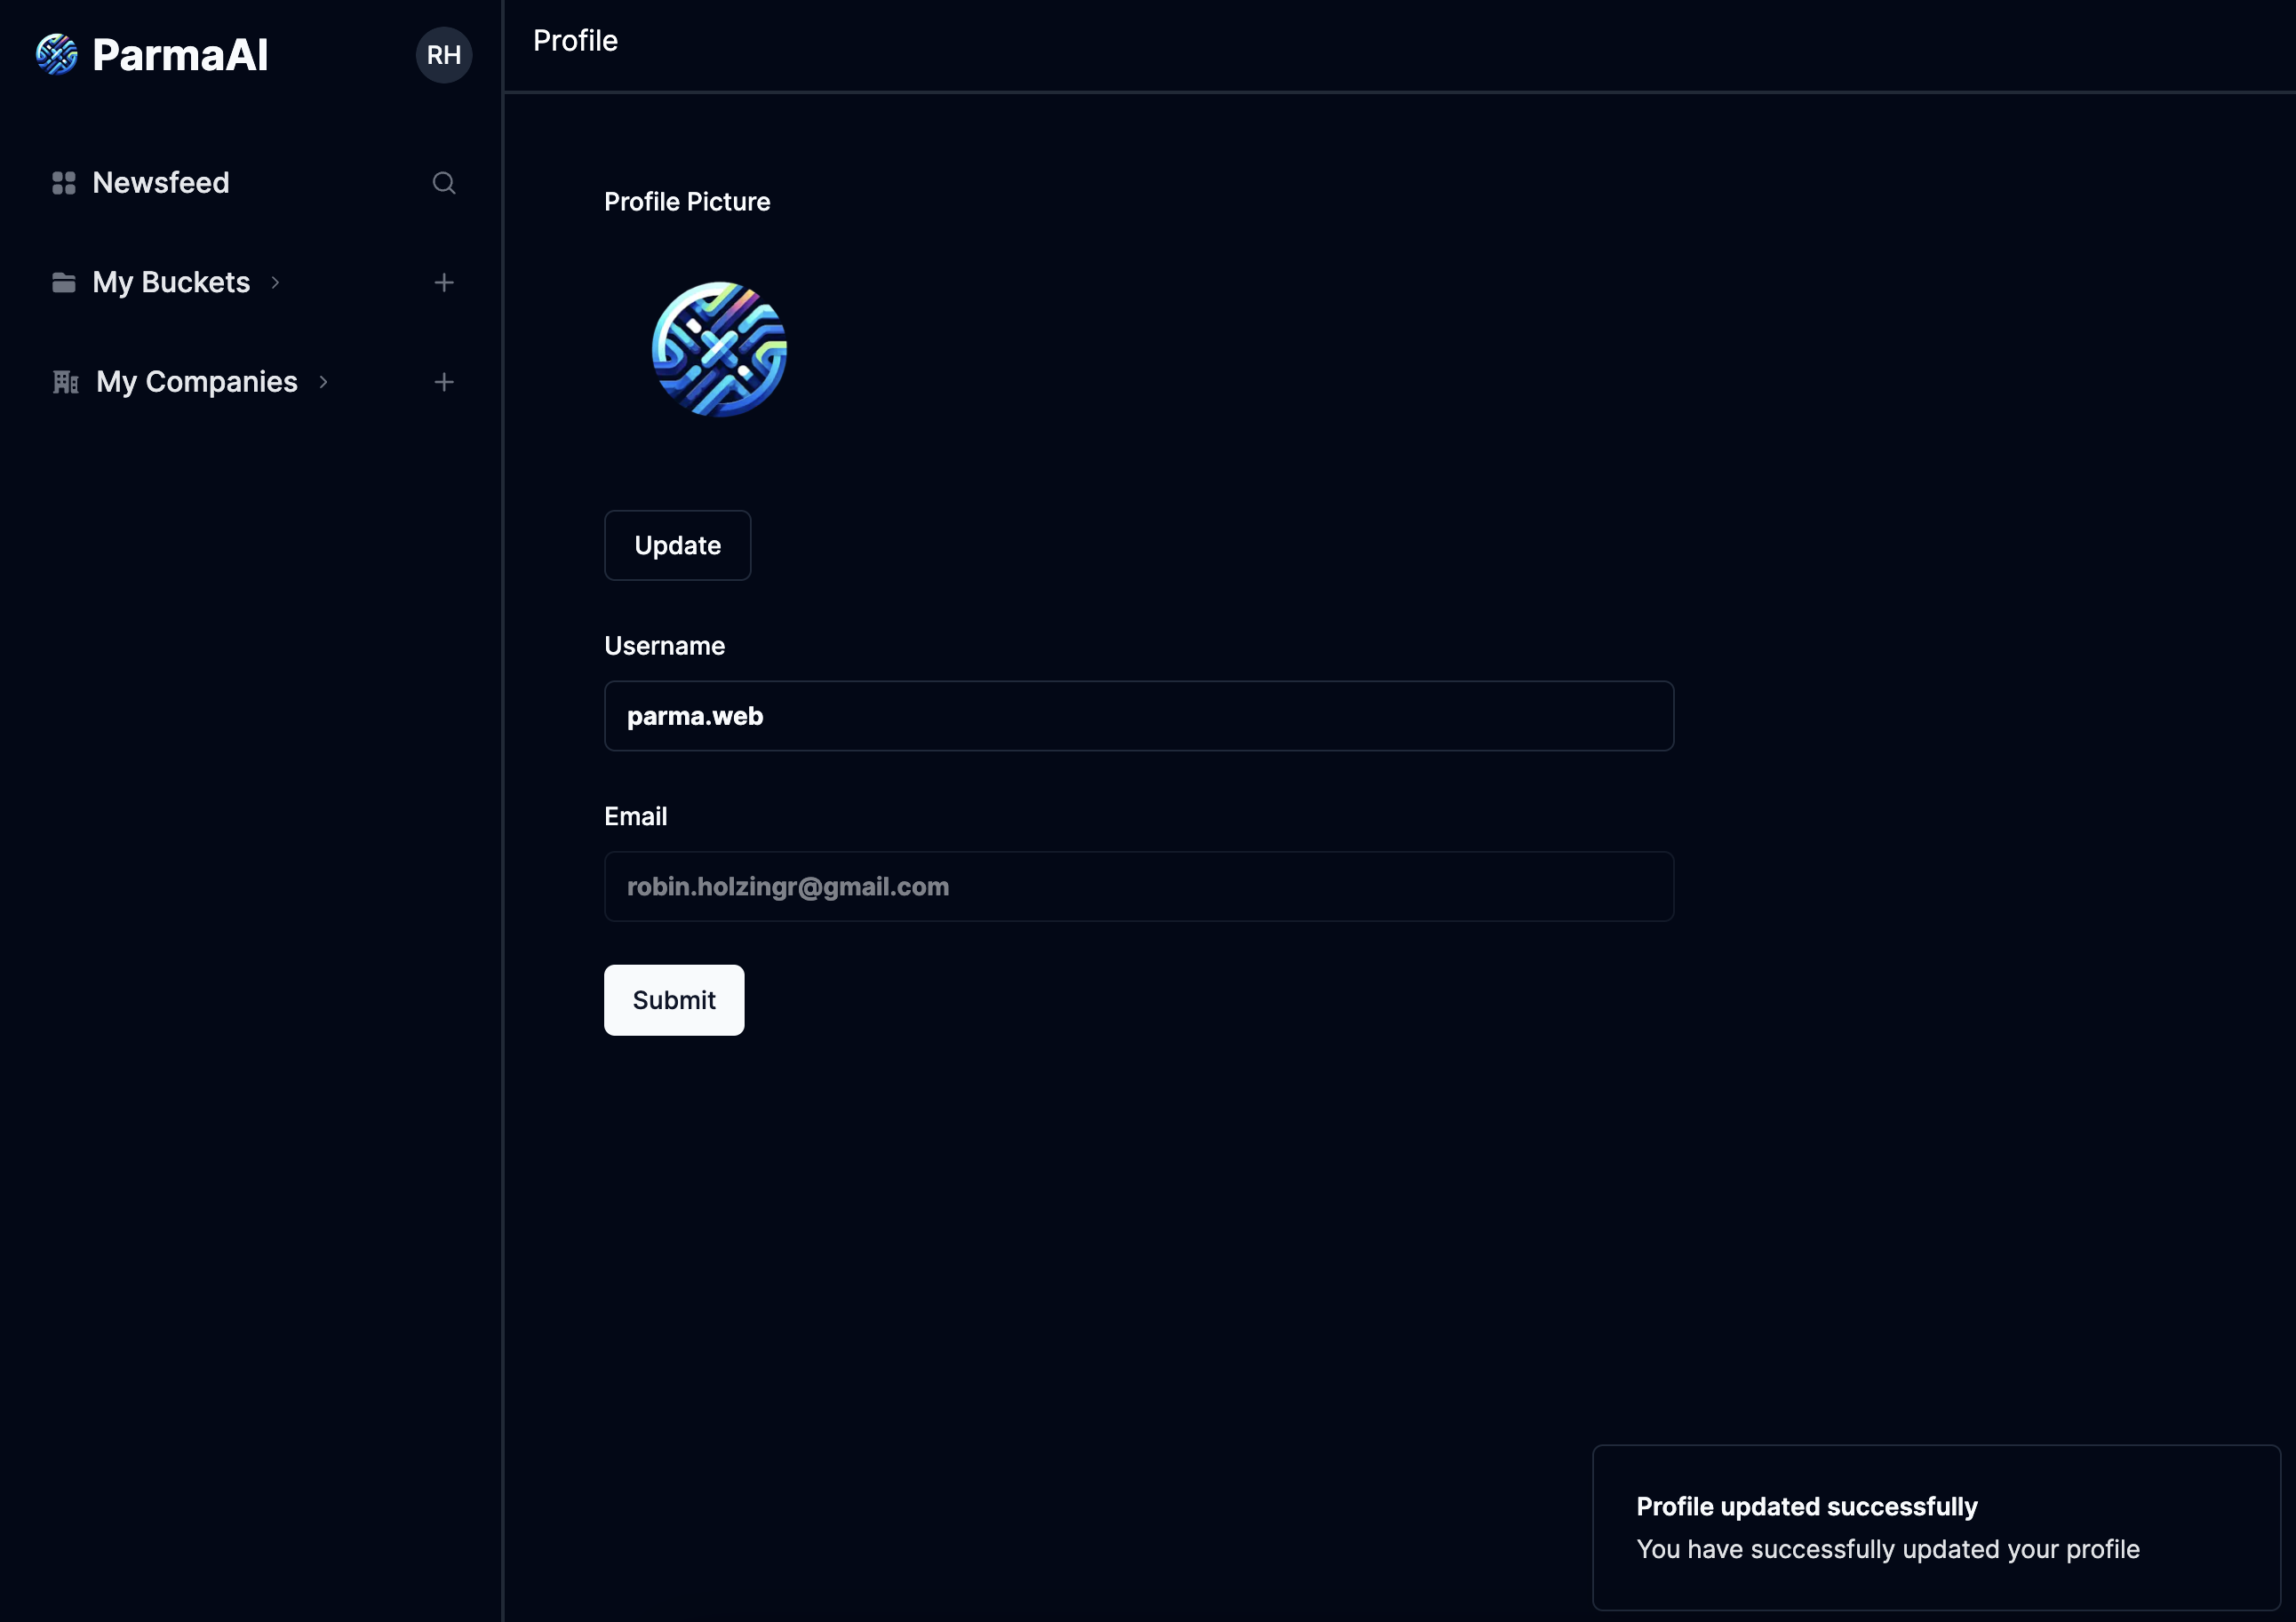 ParmaAI
RH
Newsfeed
My Buckets
My Companies
Profile
Profile Picture
Update
Username
parma.web
Email
robin.holzingr@gmail.com
Submit
Profile updated successfully
You have successfully updated your profile